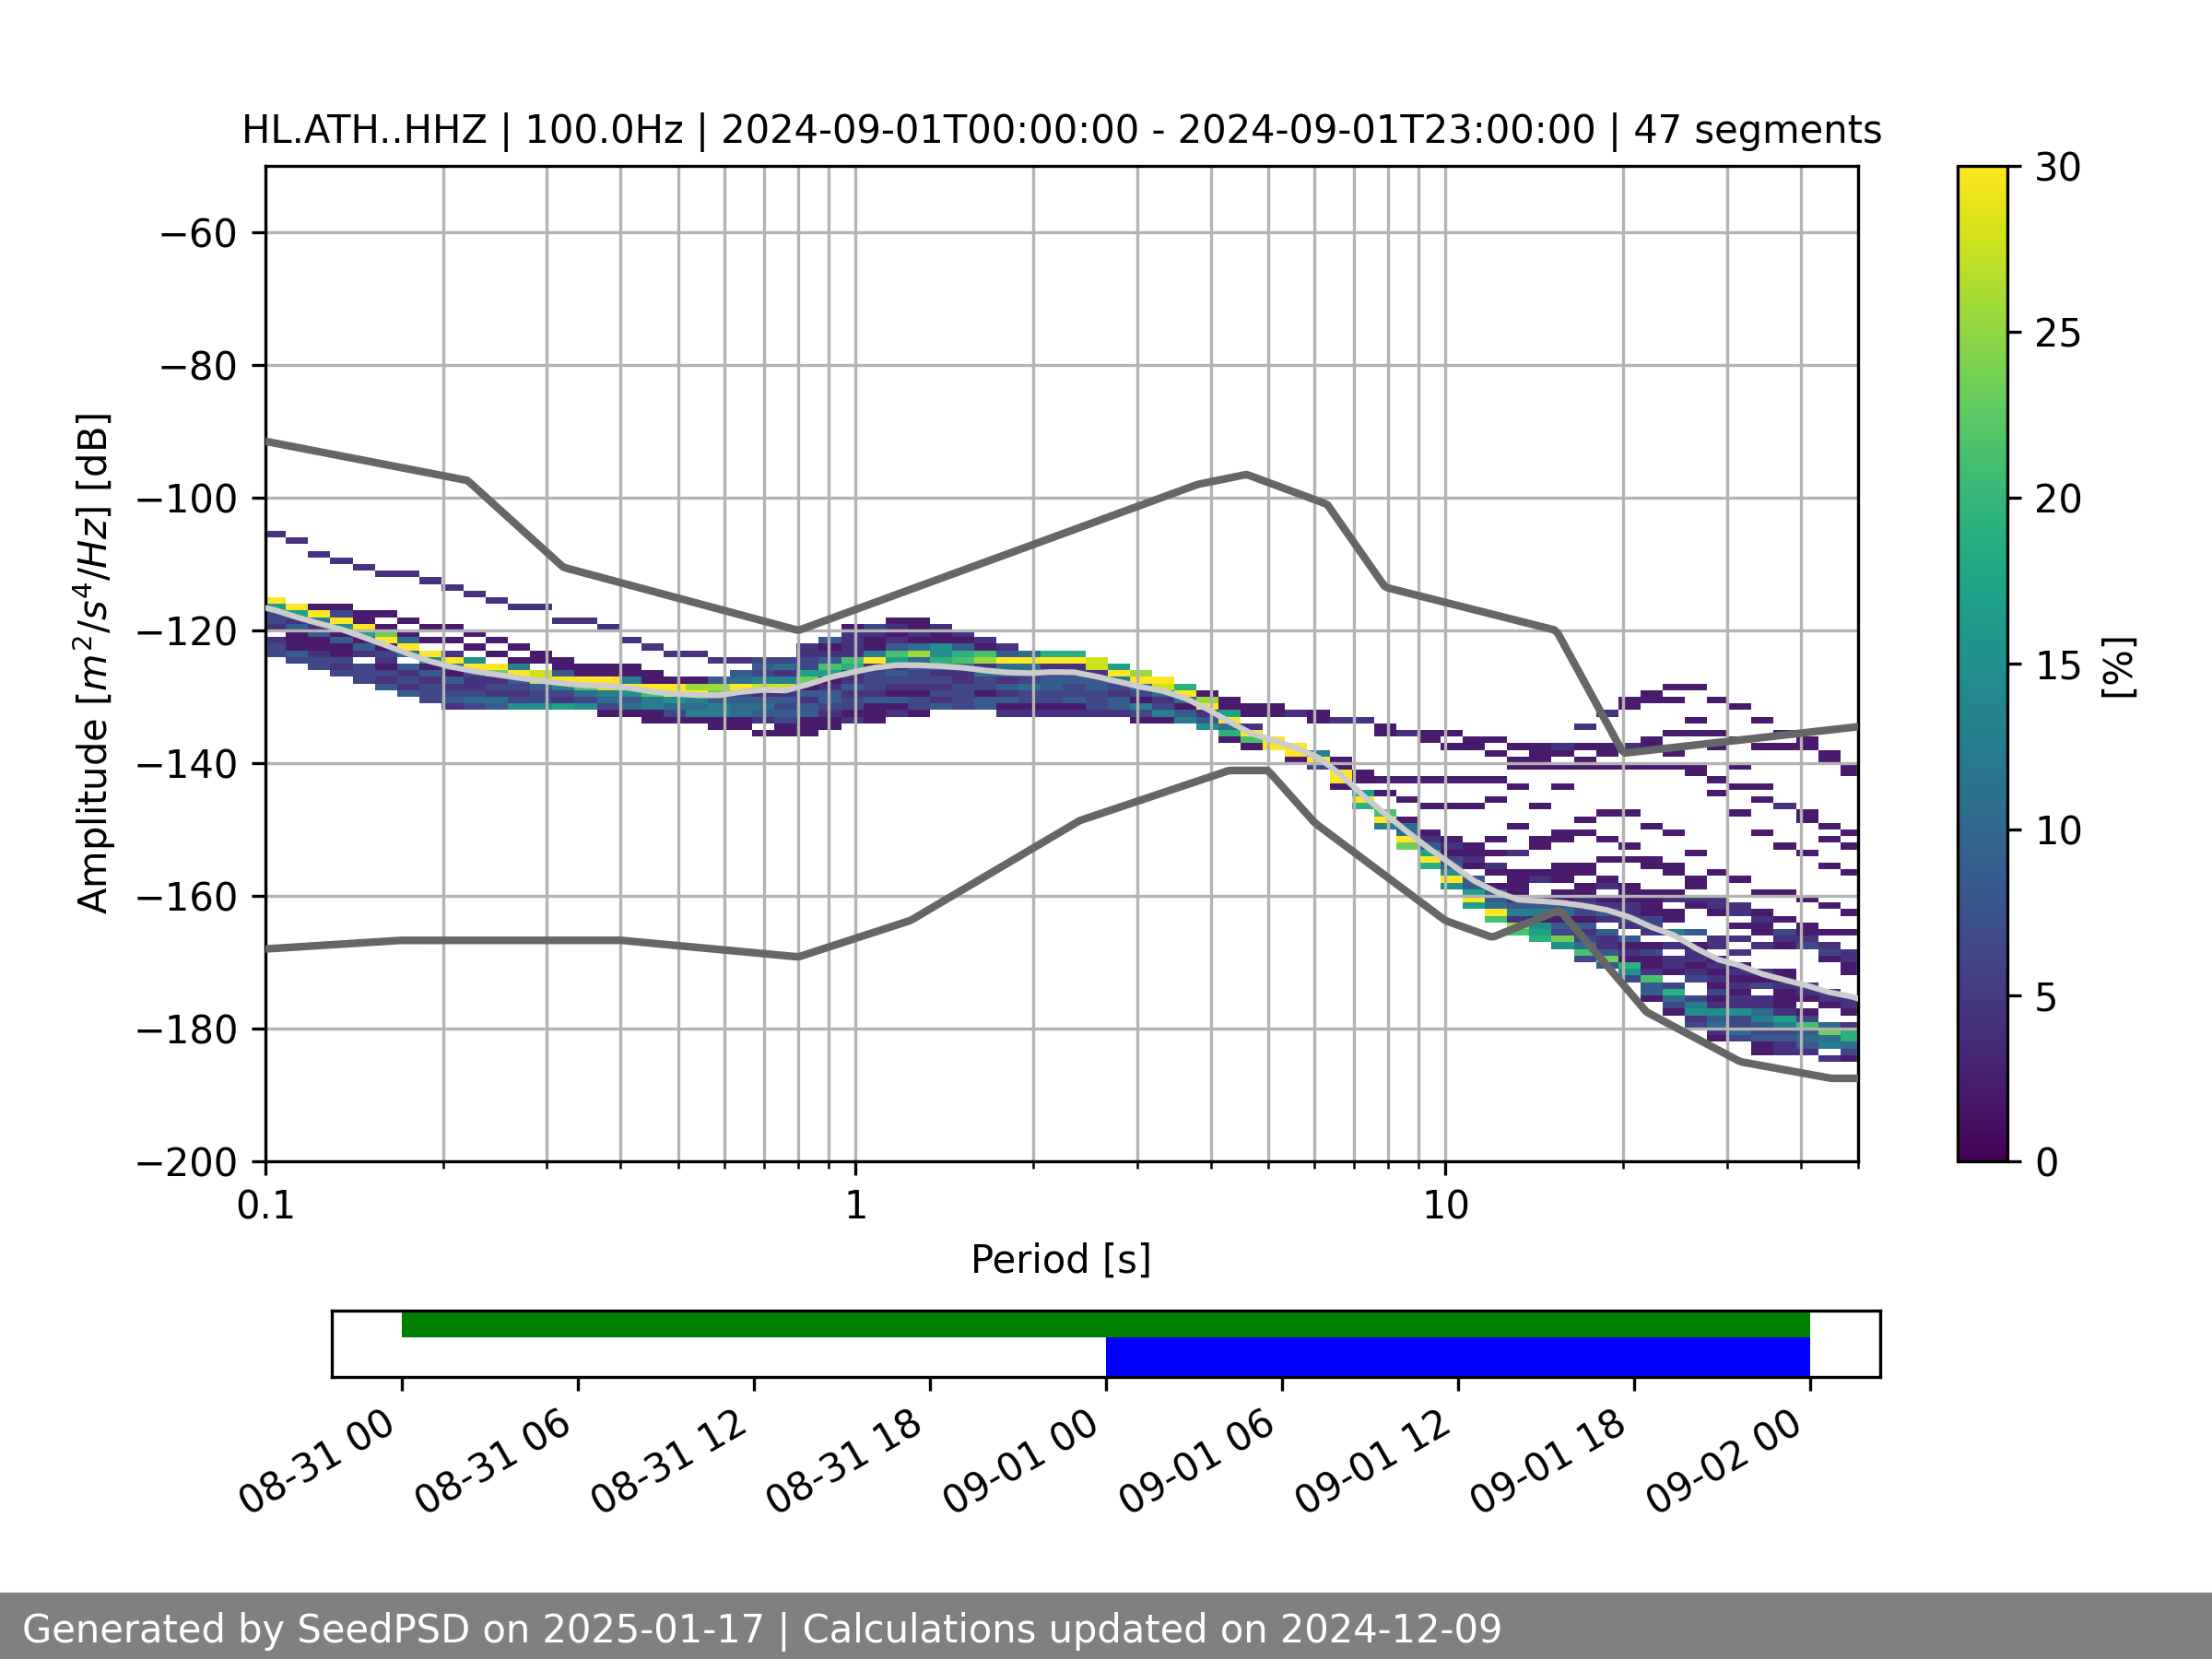 HL.ATH..HHZ | 100.0Hz | 2024-09-01T00:00:00 - 2024-09-01T23:00:00 | 47 segments
Amplitude [m²/s⁴/Hz] [dB]
−60
−80
−100
−120
−140
−160
−180
−200
0.1 1 10
Period [s]
30
25
20
15
10
5
0
[%]
08-31 00 08-31 06 08-31 12 08-31 18 09-01 00 09-01 06 09-01 12 09-01 18 09-02 00
Generated by SeedPSD on 2025-01-17 | Calculations updated on 2024-12-09